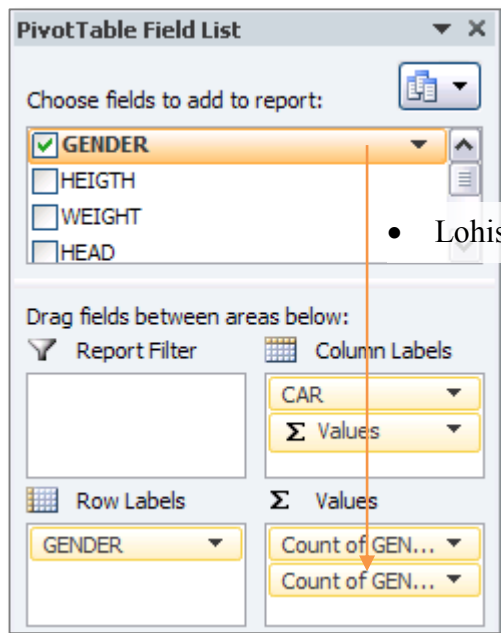 PivotTable Field List
Choose fields to add to report:
GENDER
HEIGTH
WEIGHT
HEAD
• Lohis
Drag fields between areas below:
Report Filter
Column Labels
CAR
Σ Values
Row Labels
Σ Values
GENDER
Count of GEN...
Count of GEN...